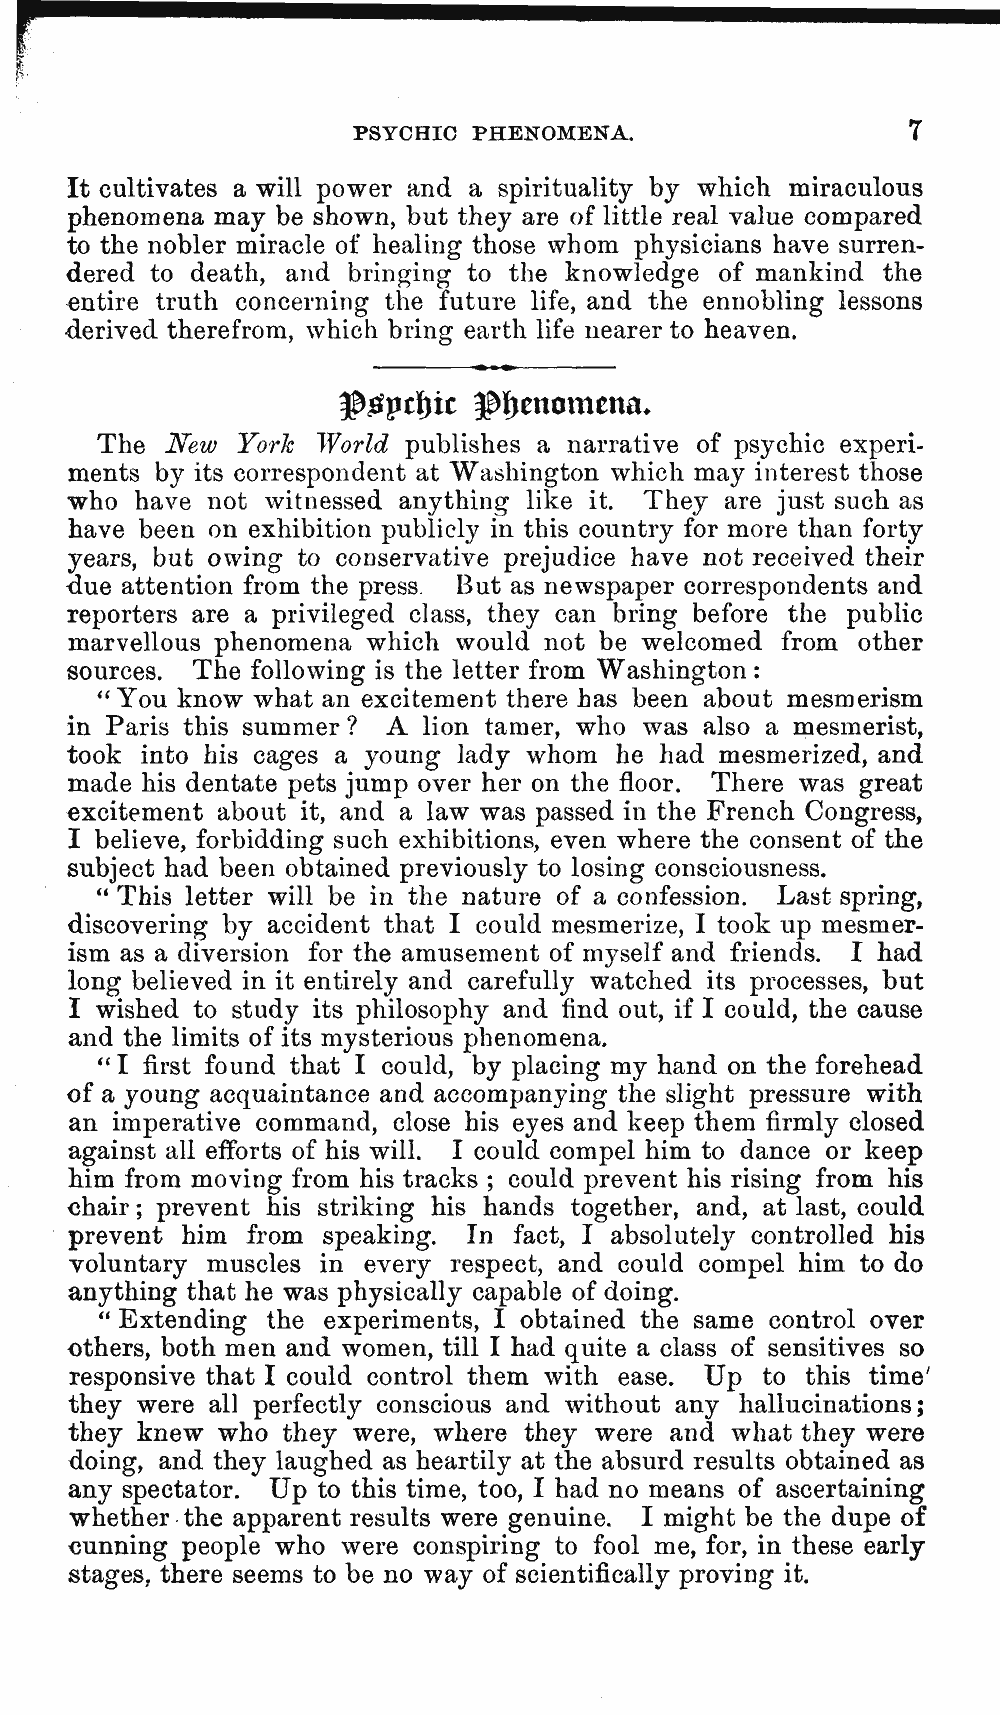 PSYCHIC PHENOMENA. 7
It cultivates a will power and a spirituality by which miraculous
phenomena may be shown, but they are of little real value compared
to the nobler miracle of healing those whom physicians have surren-
dered to death, and bringing to the knowledge of mankind the
entire truth concerning the future life, and the ennobling lessons
derived therefrom, which bring earth life nearer to heaven.
Psychic Phenomena.
The New York World publishes a narrative of psychic experi-
ments by its correspondent at Washington which may interest those
who have not witnessed anything like it. They are just such as
have been on exhibition publicly in this country for more than forty
years, but owing to conservative prejudice have not received their
due attention from the press. But as newspaper correspondents and
reporters are a privileged class, they can bring before the public
marvellous phenomena which would not be welcomed from other
sources. The following is the letter from Washington:
“You know what an excitement there has been about mesmerism
in Paris this summer? A lion tamer, who was also a mesmerist,
took into his cages a young lady whom he had mesmerized, and
made his dentate pets jump over her on the floor. There was great
excitement about it, and a law was passed in the French Congress,
I believe, forbidding such exhibitions, even where the consent of the
subject had been obtained previously to losing consciousness.
“This letter will be in the nature of a confession. Last spring,
discovering by accident that I could mesmerize, I took up mesmer-
ism as a diversion for the amusement of myself and friends. I had
long believed in it entirely and carefully watched its processes, but
I wished to study its philosophy and find out, if I could, the cause
and the limits of its mysterious phenomena.
“I first found that I could, by placing my hand on the forehead
of a young acquaintance and accompanying the slight pressure with
an imperative command, close his eyes and keep them firmly closed
against all efforts of his will. I could compel him to dance or keep
him from moving from his tracks; could prevent his rising from his
chair; prevent his striking his hands together, and, at last, could
prevent him from speaking. In fact, I absolutely controlled his
voluntary muscles in every respect, and could compel him to do
anything that he was physically capable of doing.
“Extending the experiments, I obtained the same control over
others, both men and women, till I had quite a class of sensitives so
responsive that I could control them with ease. Up to this time'
they were all perfectly conscious and without any hallucinations;
they knew who they were, where they were and what they were
doing, and they laughed as heartily at the absurd results obtained as
any spectator. Up to this time, too, I had no means of ascertaining
whether the apparent results were genuine. I might be the dupe of
cunning people who were conspiring to fool me, for, in these early
stages, there seems to be no way of scientifically proving it.